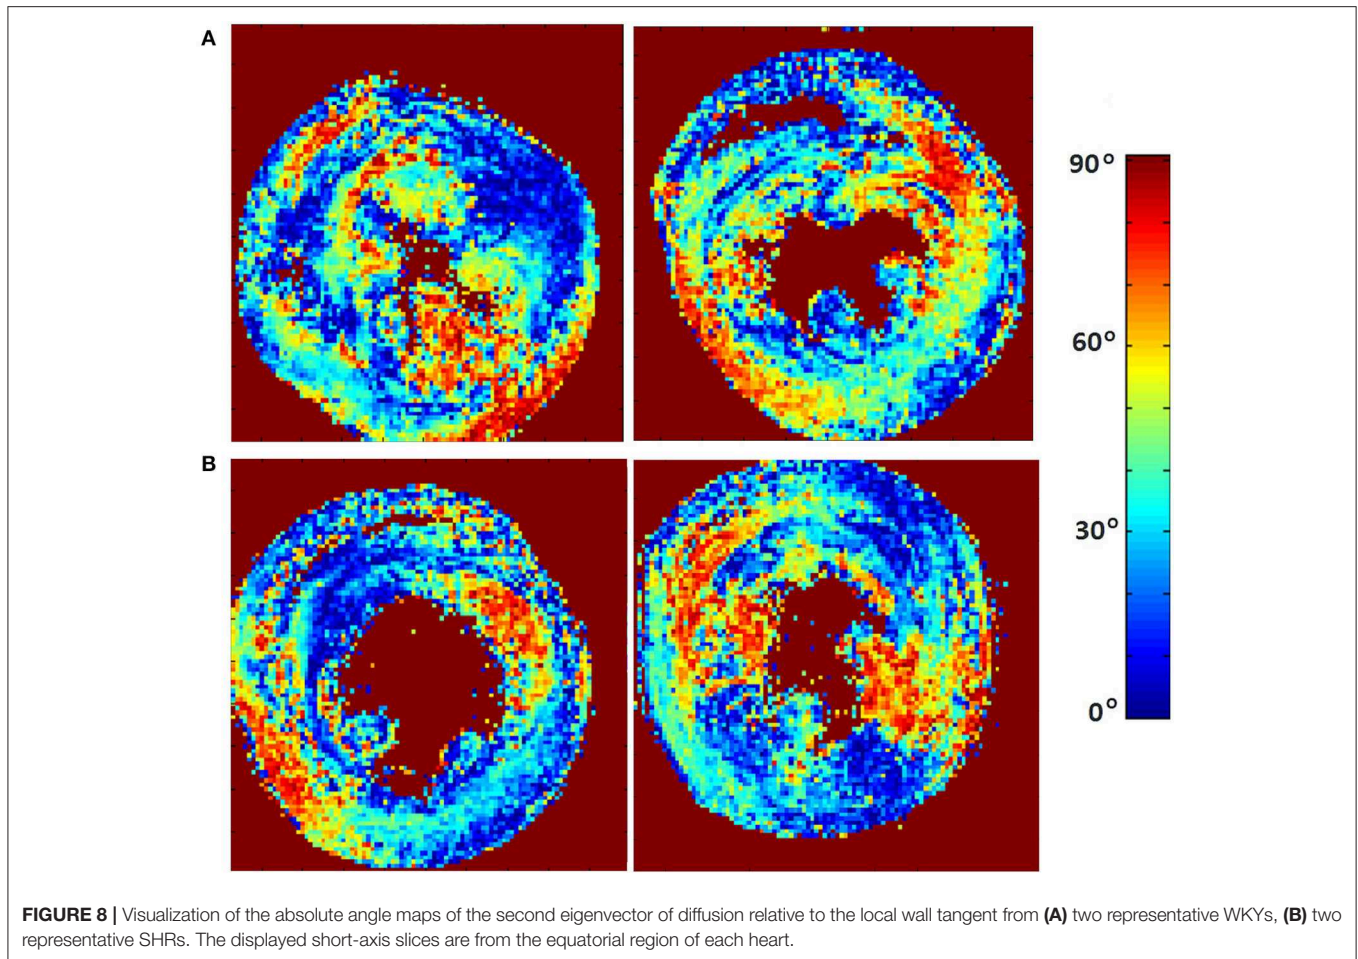 A
90°
60°
30°
0°
B
FIGURE 8 | Visualization of the absolute angle maps of the second eigenvector of diffusion relative to the local wall tangent from (A) two representative WKYs, (B) two
representative SHRs. The displayed short-axis slices are from the equatorial region of each heart.